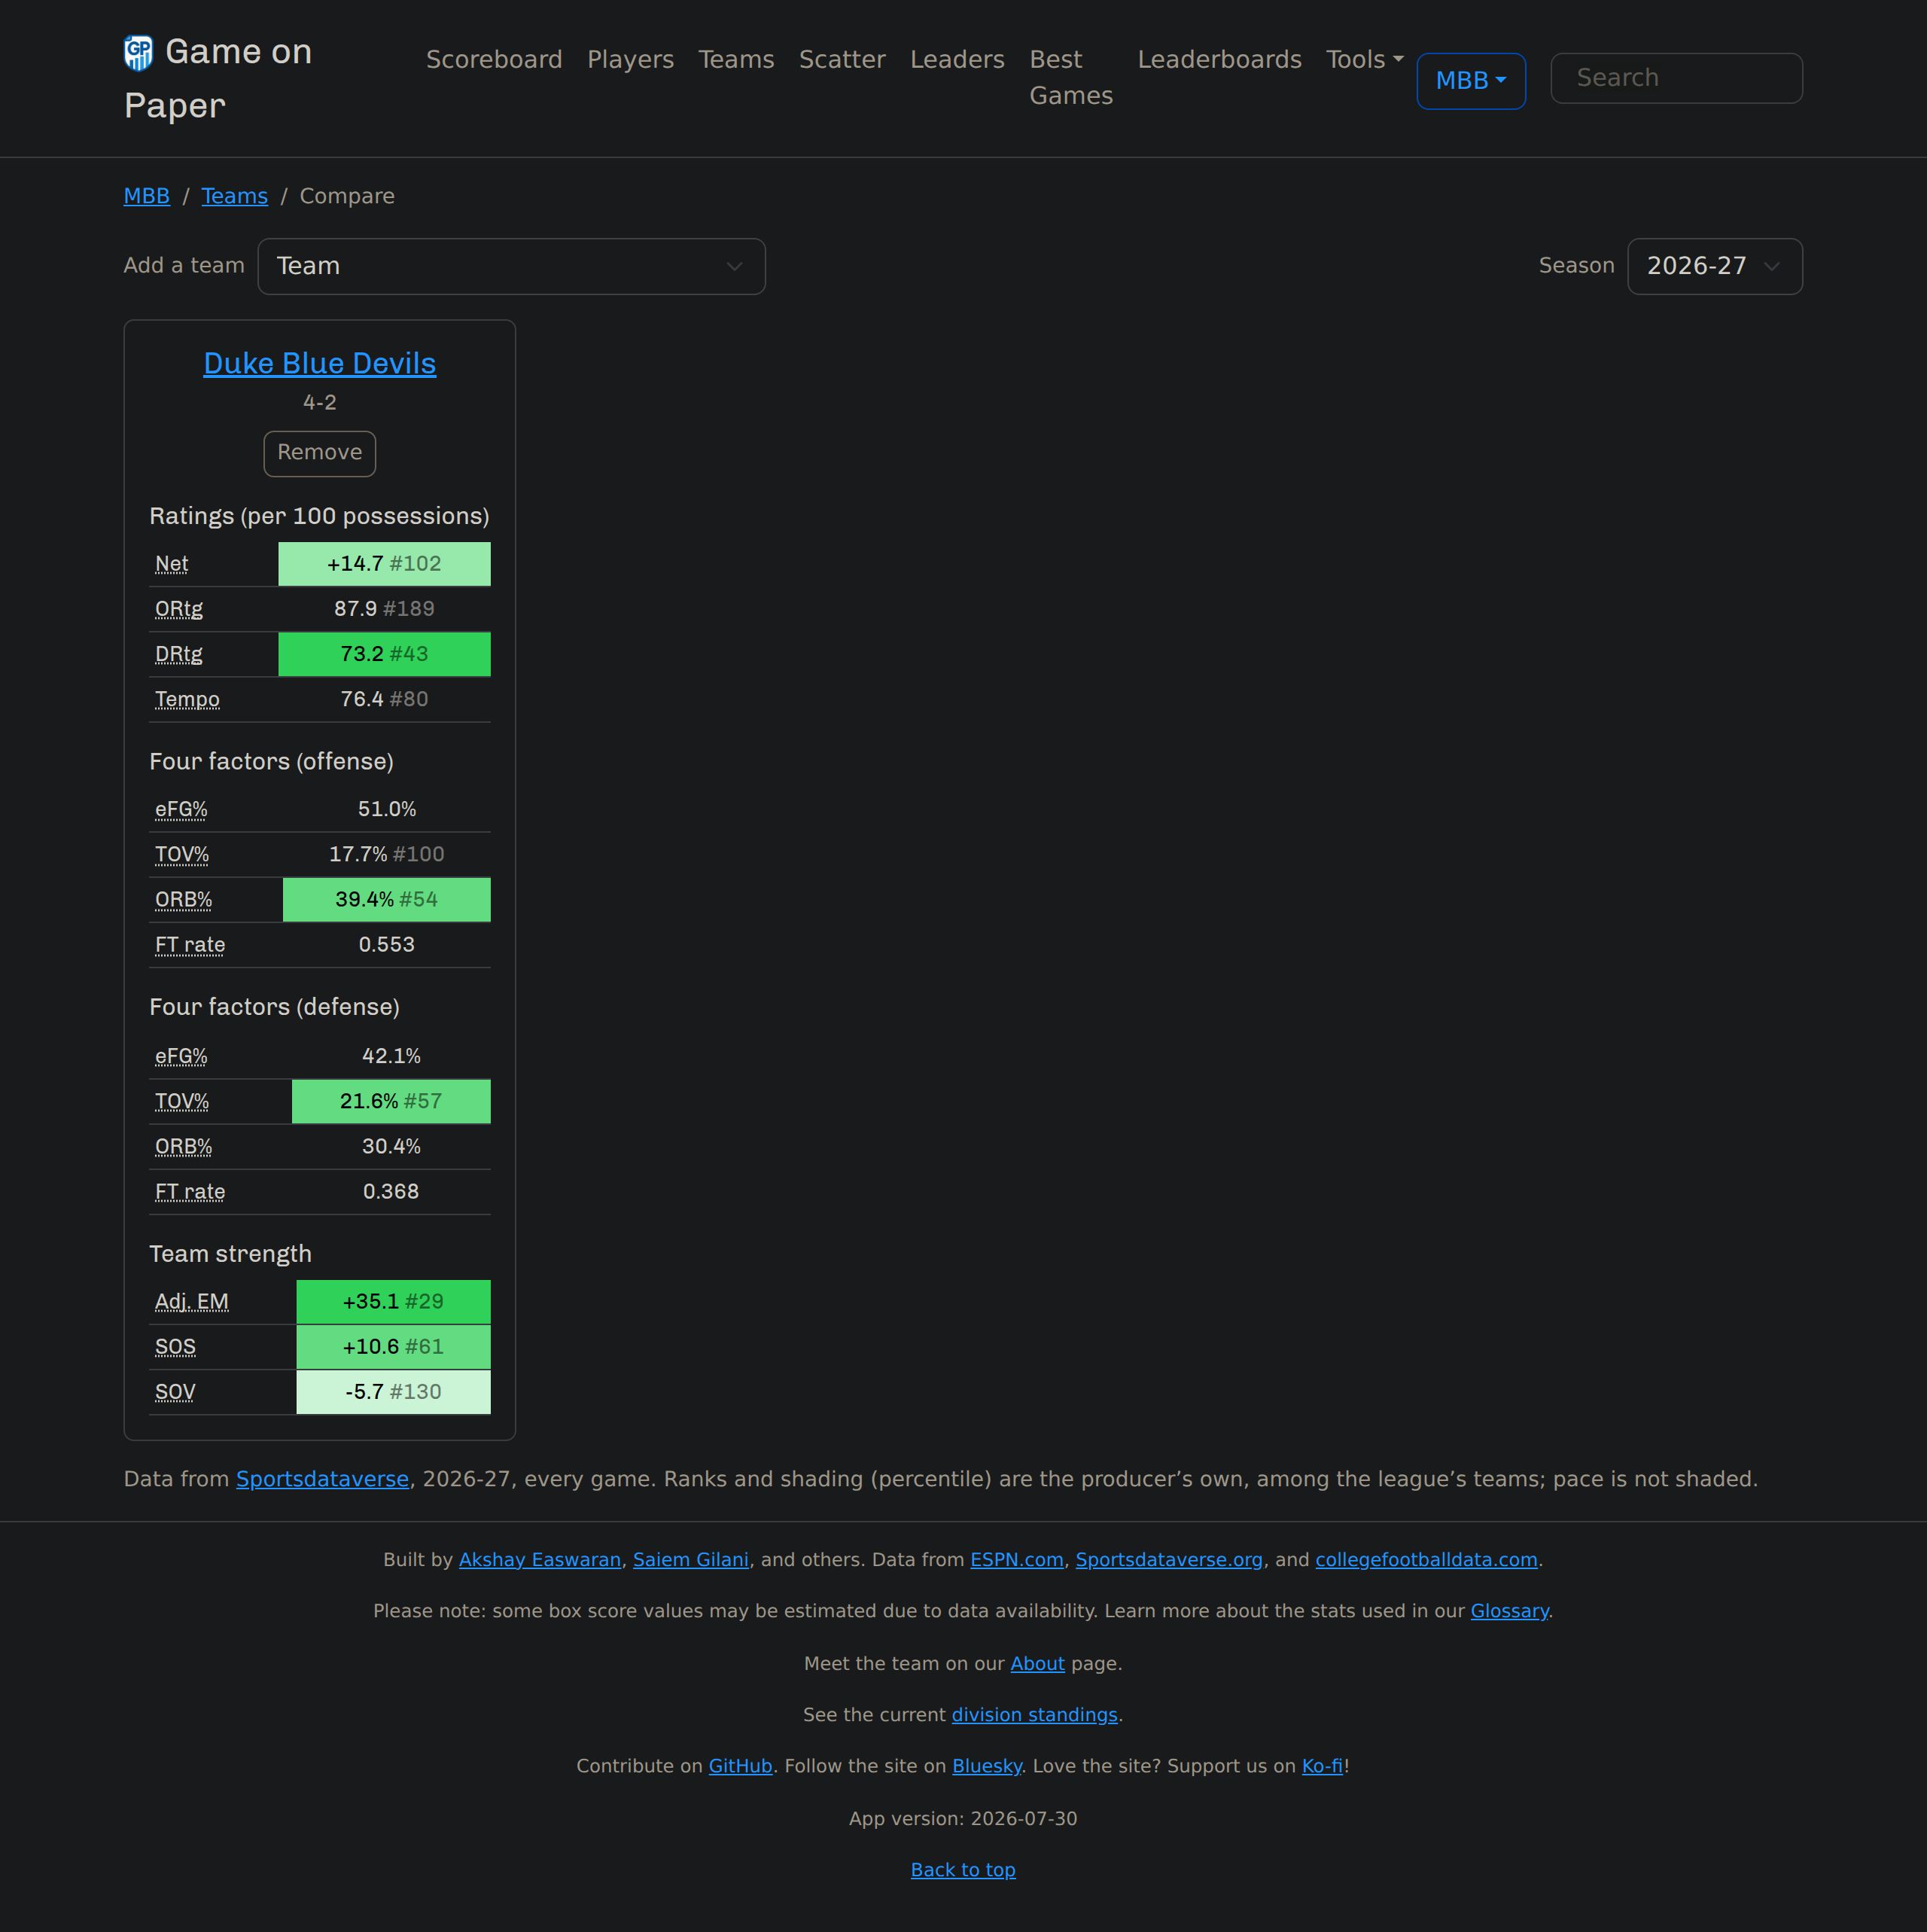 GP Game on Paper
Scoreboard Players Teams Scatter Leaders Best Games Leaderboards Tools MBB Search
MBB / Teams / Compare
Add a team Team Season 2026-27
Duke Blue Devils
4-2
Remove
Ratings (per 100 possessions)
Net +14.7 #102
ORtg 87.9 #189
DRtg 73.2 #43
Tempo 76.4 #80
Four factors (offense)
eFG% 51.0%
TOV% 17.7% #100
ORB% 39.4% #54
FT rate 0.553
Four factors (defense)
eFG% 42.1%
TOV% 21.6% #57
ORB% 30.4%
FT rate 0.368
Team strength
Adj. EM +35.1 #29
SOS +10.6 #61
SOV -5.7 #130
Data from Sportsdataverse, 2026-27, every game. Ranks and shading (percentile) are the producer’s own, among the league’s teams; pace is not shaded.
Built by Akshay Easwaran, Saiem Gilani, and others. Data from ESPN.com, Sportsdataverse.org, and collegefootballdata.com.
Please note: some box score values may be estimated due to data availability. Learn more about the stats used in our Glossary.
Meet the team on our About page.
See the current division standings.
Contribute on GitHub. Follow the site on Bluesky. Love the site? Support us on Ko-fi!
App version: 2026-07-30
Back to top